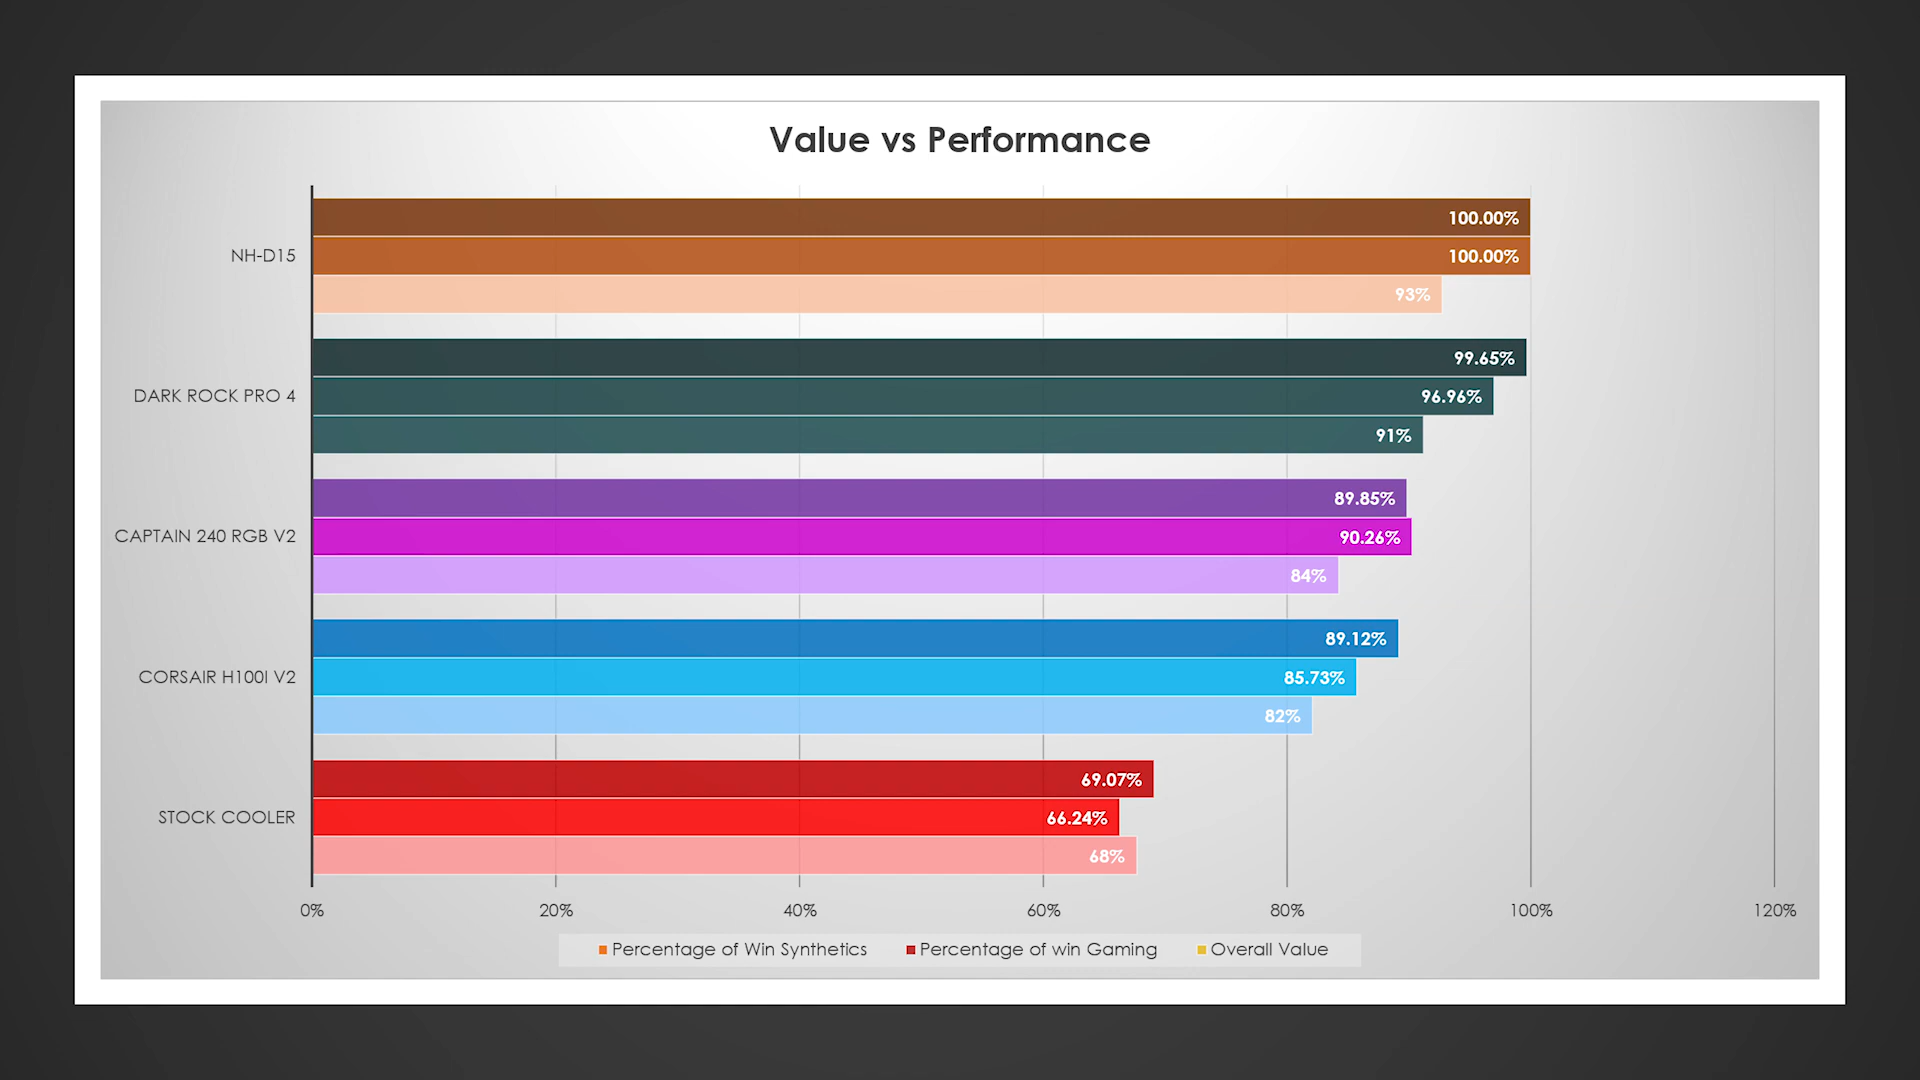 Value vs Performance
NH-D15
100.00%
100.00%
93%
DARK ROCK PRO 4
99.65%
96.96%
91%
CAPTAIN 240 RGB V2
89.85%
90.26%
84%
CORSAIR H100I V2
89.12%
85.73%
82%
STOCK COOLER
69.07%
66.24%
68%
0% 20% 40% 60% 80% 100% 120%
Percentage of Win Synthetics Percentage of win Gaming Overall Value